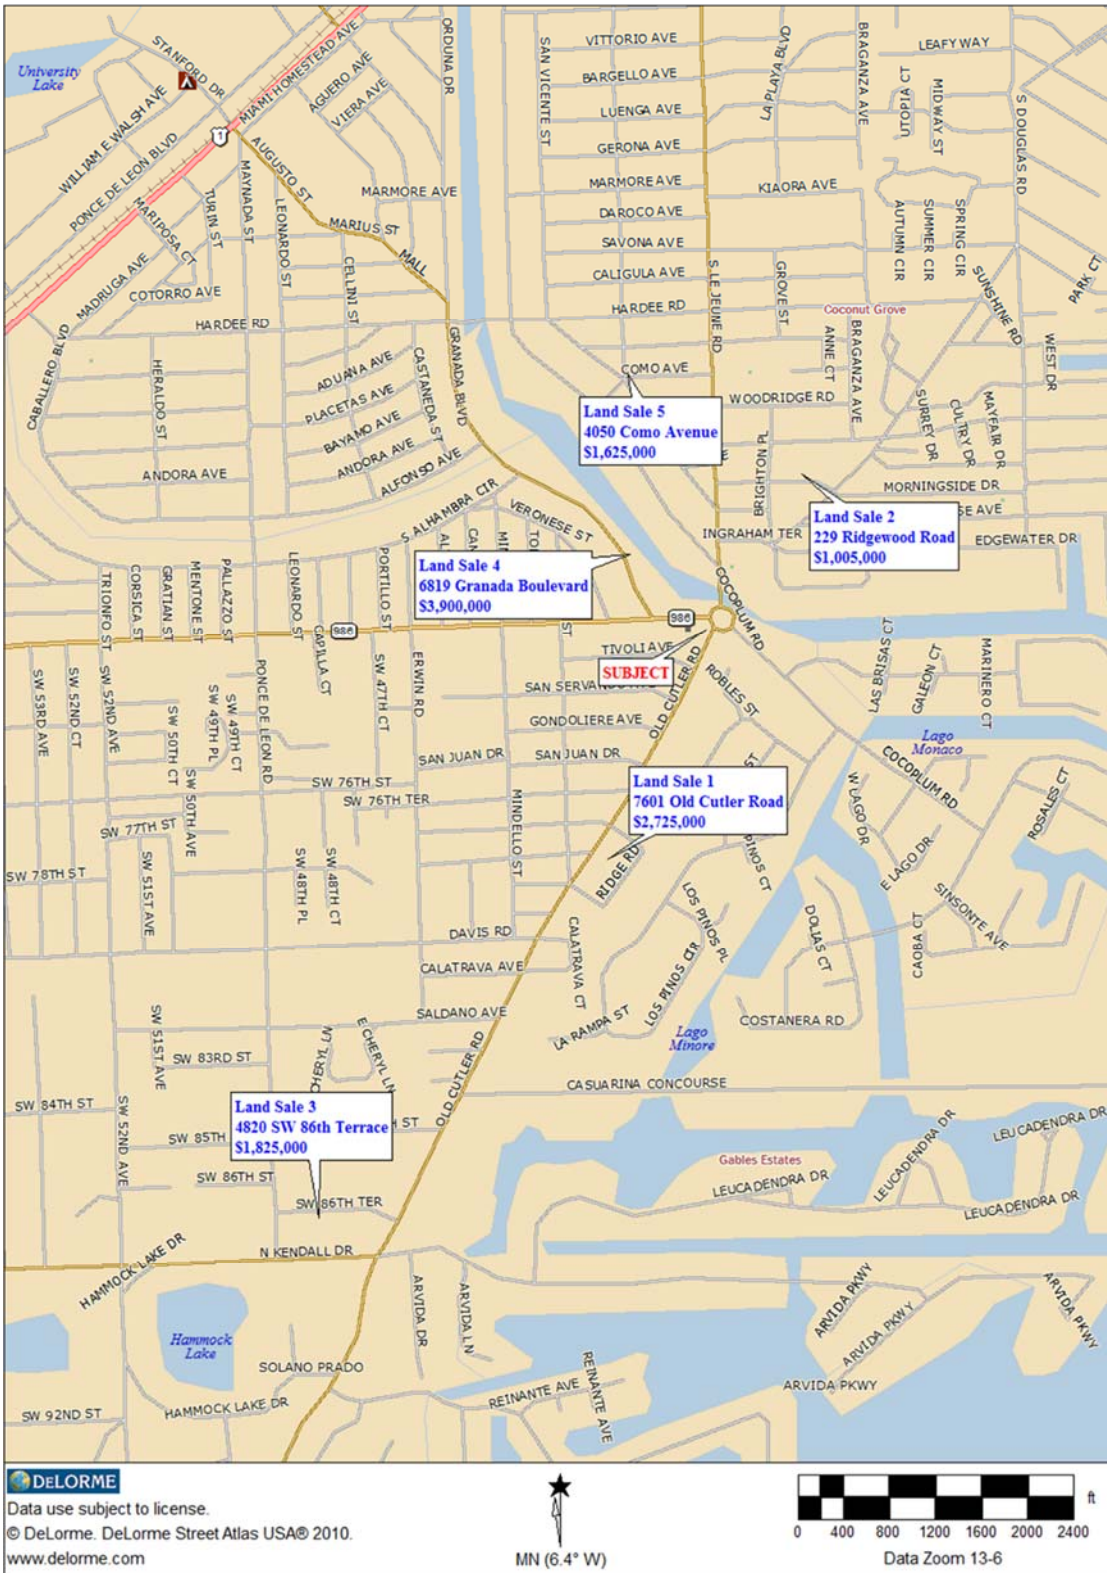 STANFORD DR
University
Lake
MIAMI HOMESTEAD AVE
ORDUNA DR
SAN VICENTE ST
VITTORIO AVE
LA PLAYA BLVD
BRAGANZA AVE
LEAFY WAY
BARGELLO AVE
UTOPIA CT
MIDWAY ST
S DOUGLAS RD
AGUERO AVE
VIERA AVE
WILLIAM E WALSH AVE
PONCE DE LEON BLVD
1
LUENGA AVE
GERONA AVE
AUGUSTO ST
MAYNADA ST
TURIN ST
MARIPOSA CT
LEONARDO ST
MARMORE AVE
MARMORE AVE
KIAORA AVE
MARIUS ST
DAROCO AVE
AUTUMN CIR
SUMMER CIR
SPRING CIR
MALL
SAVONA AVE
MADRUGA AVE
COTORRO AVE
CELLINI ST
CALIGULA AVE
S LE JEUNE RD
GROVE ST
SUNSHINE RD
PARK CT
HARDEE RD
HARDEE RD
Coconut Grove
CABALLERO BLVD
HERALDO ST
GRANADA BLVD
ANNE CT
BRAGANZA AVE
WEST DR
ADUANA AVE
CASTANEDA ST
COMO AVE
PLACETAS AVE
WOODRIDGE RD
SURREY DR
CULTRY DR
MAYFAIR DR
Land Sale 5
4050 Como Avenue
$1,625,000
BAYAMO AVE
ANDORA AVE
ANDORA AVE
ALFONSO AVE
BRIGHTON PL
MORNINGSIDE DR
S ALHAMBRA CIR
VERONESE ST
SE AVE
Land Sale 2
229 Ridgewood Road
$1,005,000
INGRAHAM TER
EDGEWATER DR
Land Sale 4
6819 Granada Boulevard
$3,900,000
TRIONFO ST
CORSICA ST
GRATIAN ST
MENTONE ST
PALLAZZO ST
LEONARDO ST
PORTILLO ST
COCOPLUM RD
986
986
CAPILLA CT
TIVOLI AVE
SUBJECT
LAS BRISAS CT
GALEON CT
MARINERO CT
SW 53RD AVE
SW 52ND CT
SW 52ND AVE
SW 49TH PL
SW 49TH CT
PONCE DE LEON RD
SW 47TH CT
ERWIN RD
SAN SERVANDO
OLD CUTLER RD
ROBLES ST
GONDOLIERE AVE
SW 50TH CT
SAN JUAN DR
SAN JUAN DR
Lago
Monaco
COCOPLUM RD
SW 76TH ST
SW 76TH TER
SW 50TH AVE
Land Sale 1
7601 Old Cutler Road
$2,725,000
ST
W LAGO DR
ROSALES CT
SW 77TH ST
MINDELLO ST
PINOS CT
E LAGO DR
SW 78TH ST
SW 51ST AVE
SW 48TH PL
SW 48TH CT
RIDGE RD
LOS PINOS PL
SINSONTE AVE
DOLIAS CT
CAOBA CT
DAVIS RD
CALATRAVA AVE
CALATRAVA CT
LOS PINOS CIR
SALDANO AVE
LA RAMPA ST
COSTANERA RD
Lago
Minore
SW 51ST AVE
CHERYL LN
E CHERYL LN
SW 83RD ST
OLD CUTLER RD
CASUARINA CONCOURSE
SW 84TH ST
SW 52ND AVE
Land Sale 3
4820 SW 86th Terrace
$1,825,000
SW 85TH
H ST
LEUCADENDRA DR
LEUCADENDRA DR
Gables Estates
SW 86TH ST
LEUCADENDRA DR
LEUCADENDRA DR
SW 86TH TER
N KENDALL DR
HAMMOCK LAKE DR
ARVIDA DR
ARVIDA LN
ARVIDA PKWY
ARVIDA PKWY
ARVIDA PKWY
Hammock
Lake
SOLANO PRADO
ARVIDA PKWY
REINANTE AVE
REINANTE AVE
HAMMOCK LAKE DR
SW 92ND ST
DELORME
Data use subject to license.
© DeLorme. DeLorme Street Atlas USA® 2010.
www.delorme.com
MN (6.4° W)
ft
0 400 800 1200 1600 2000 2400
Data Zoom 13-6